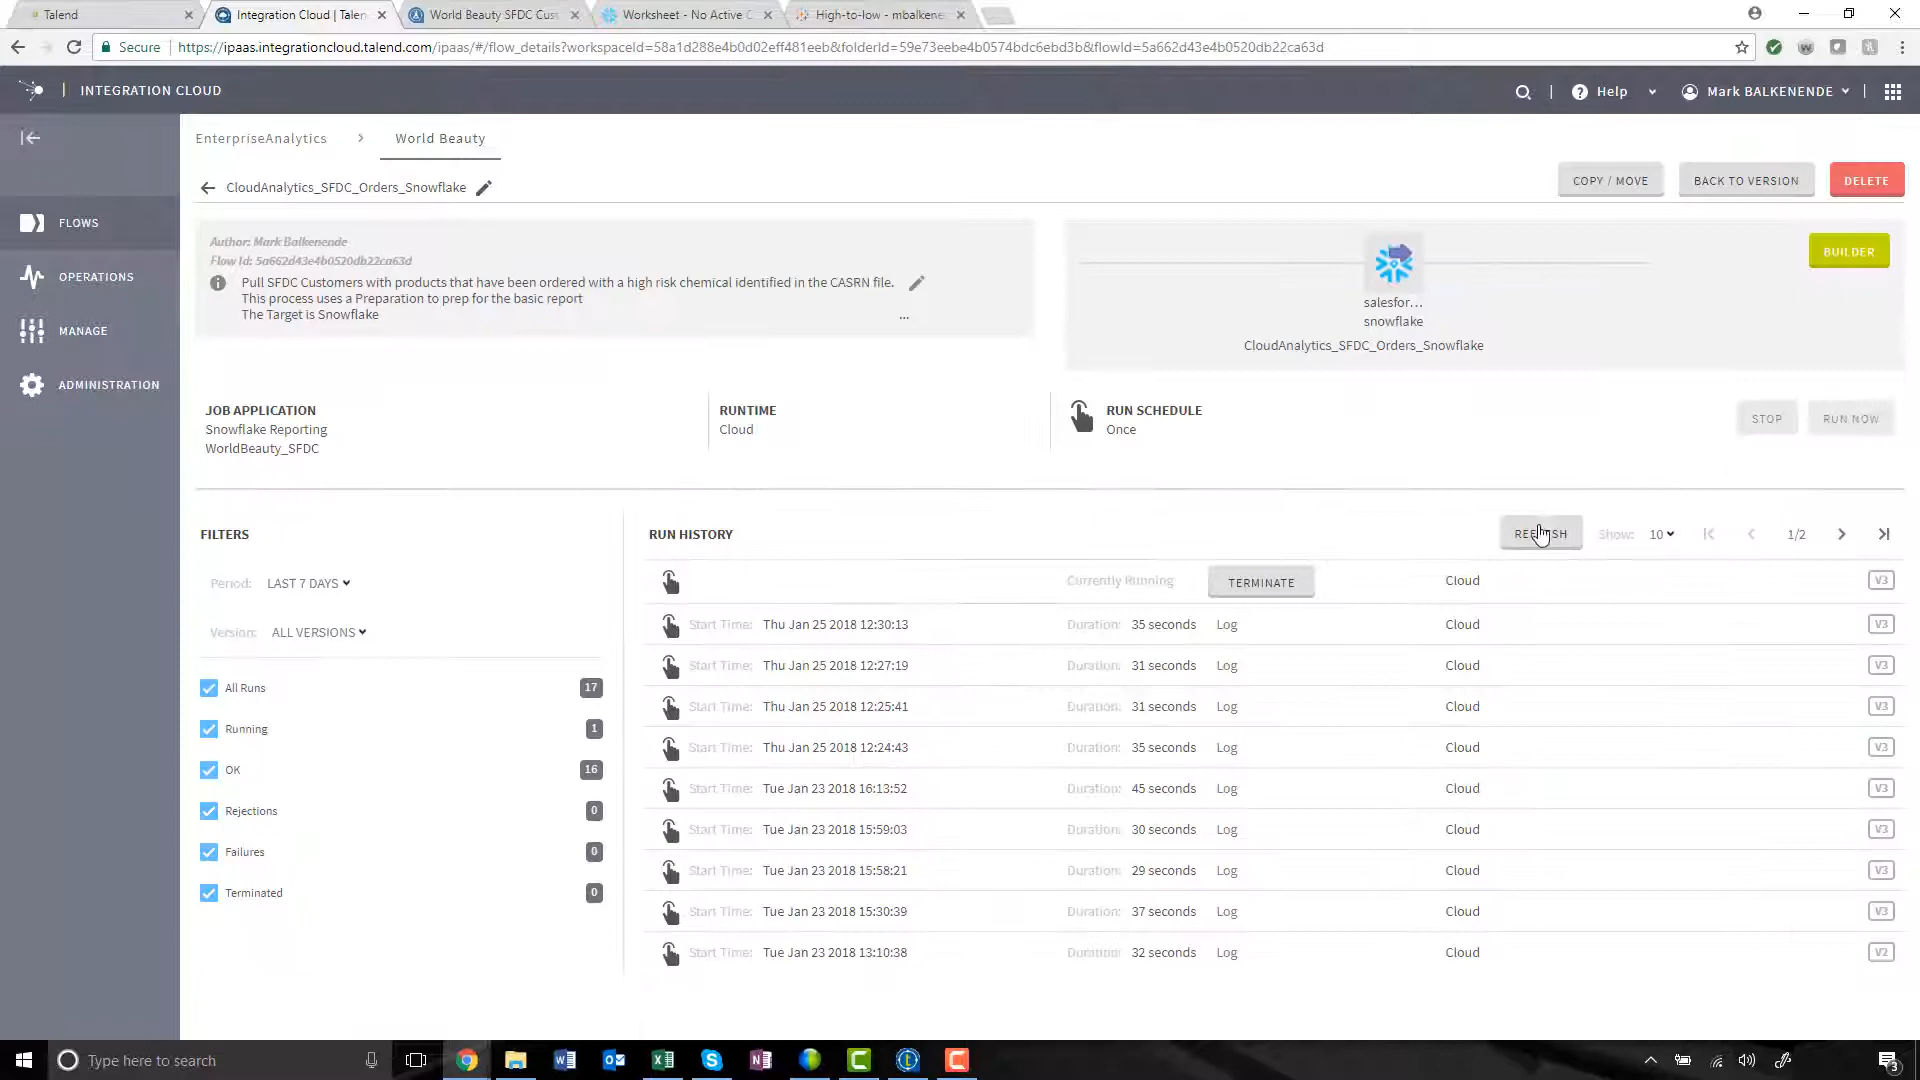 Talend
Integration Cloud | Talen
World Beauty SFDC Cus
Worksheet - No Active C
High-to-low - mbalkene
Secure
https://ipaas.integrationcloud.talend.com/ipaas/#/flow_details?workspaceId=58a1d288e4b0d02eff481eeb&folderId=59e73eebe4b0574bdc6ebd3b&flowId=5a662d43e4b0520db22ca63d
INTEGRATION CLOUD
Help
Mark BALKENENDE
EnterpriseAnalytics > World Beauty
CloudAnalytics_SFDC_Orders_Snowflake
COPY / MOVE
BACK TO VERSION
DELETE
FLOWS
OPERATIONS
MANAGE
ADMINISTRATION
Author: Mark Balkenende
Flow Id: 5a662d43e4b0520db22ca63d
Pull SFDC Customers with products that have been ordered with a high risk chemical identified in the CASRN file.
This process uses a Preparation to prep for the basic report
The Target is Snowflake
...
BUILDER
salesfor...
snowflake
CloudAnalytics_SFDC_Orders_Snowflake
JOB APPLICATION
Snowflake Reporting
WorldBeauty_SFDC
RUNTIME
Cloud
RUN SCHEDULE
Once
STOP
RUN NOW
FILTERS
Period: LAST 7 DAYS
Version: ALL VERSIONS
All Runs 17
Running 1
OK 16
Rejections 0
Failures 0
Terminated 0
RUN HISTORY
Show: 10
1/2
Currently Running TERMINATE Cloud V3
Start Time: Thu Jan 25 2018 12:30:13 Duration: 35 seconds Log Cloud V3
Start Time: Thu Jan 25 2018 12:27:19 Duration: 31 seconds Log Cloud V3
Start Time: Thu Jan 25 2018 12:25:41 Duration: 31 seconds Log Cloud V3
Start Time: Thu Jan 25 2018 12:24:43 Duration: 35 seconds Log Cloud V3
Start Time: Tue Jan 23 2018 16:13:52 Duration: 45 seconds Log Cloud V3
Start Time: Tue Jan 23 2018 15:59:03 Duration: 30 seconds Log Cloud V3
Start Time: Tue Jan 23 2018 15:58:21 Duration: 29 seconds Log Cloud V3
Start Time: Tue Jan 23 2018 15:30:39 Duration: 37 seconds Log Cloud V3
Start Time: Tue Jan 23 2018 13:10:38 Duration: 32 seconds Log Cloud V2
Type here to search
3